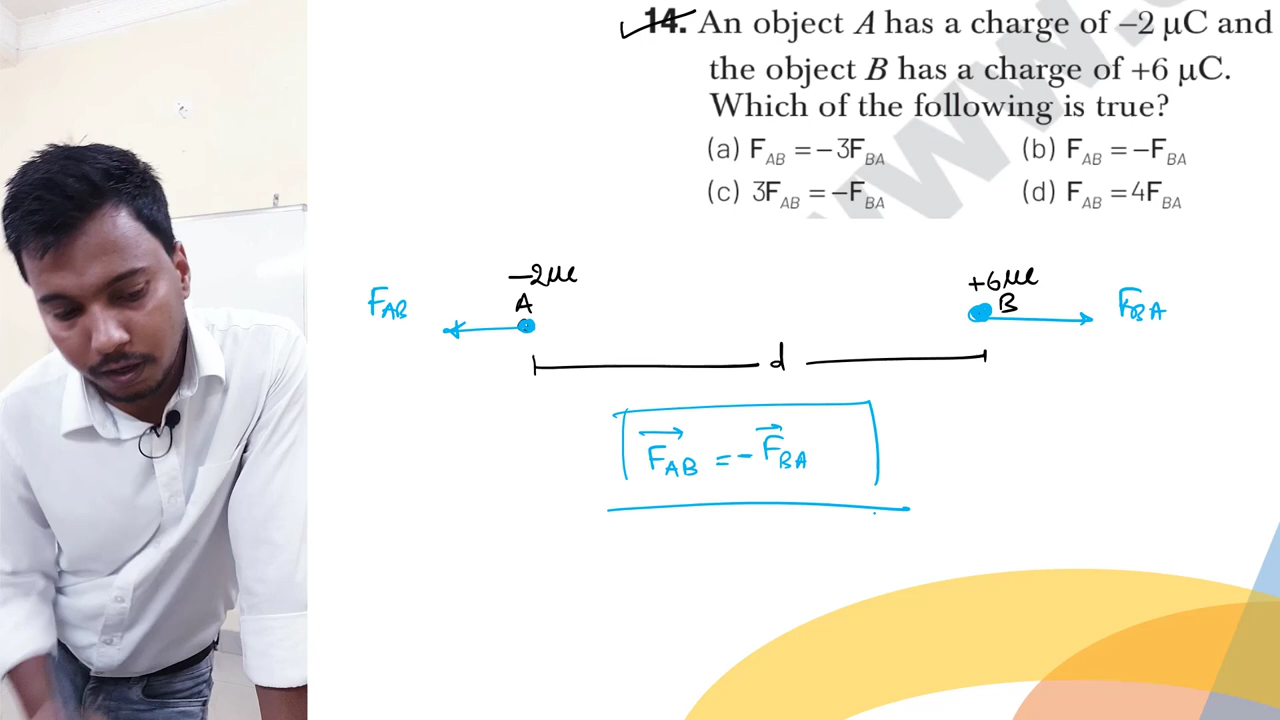 14. An object A has a charge of –2 μC and
the object B has a charge of +6 μC.
Which of the following is true?
(a) F_AB = –3F_BA (b) F_AB = –F_BA
(c) 3F_AB = –F_BA (d) F_AB = 4F_BA
–2μc +6μc
F_AB A B F_BA
d
F_AB = –F_BA
www.